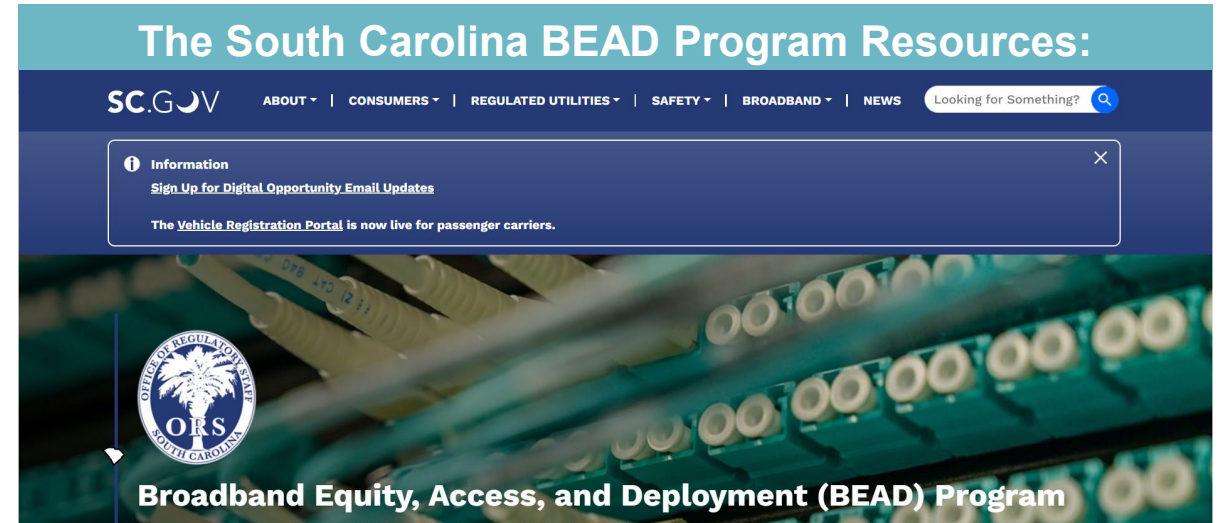 The South Carolina BEAD Program Resources:
SC.GOV ABOUT | CONSUMERS | REGULATED UTILITIES | SAFETY | BROADBAND | NEWS Looking for Something?
Information
Sign Up for Digital Opportunity Email Updates
The Vehicle Registration Portal is now live for passenger carriers.
OFFICE OF REGULATORY STAFF
ORS
SOUTH CAROLINA
Broadband Equity, Access, and Deployment (BEAD) Program